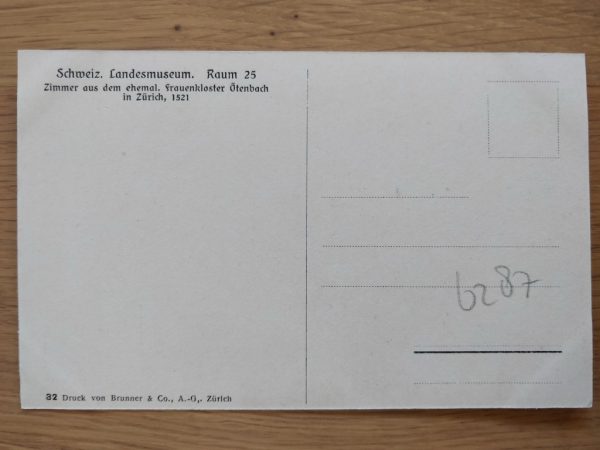 Schweiz. Landesmuseum. Raum 25
Zimmer aus dem ehemal. Frauenkloster Ötenbach
in Zürich, 1521
6287
32 Druck von Brunner & Co., A.-G,. Zürich